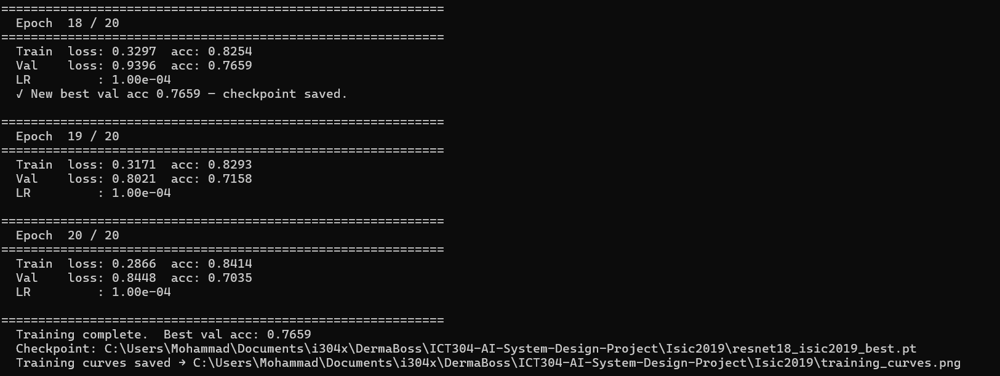 ============================================================
  Epoch  18 / 20
============================================================
  Train  loss: 0.3297  acc: 0.8254
  Val    loss: 0.9396  acc: 0.7659
  LR         : 1.00e-04
  √ New best val acc 0.7659 — checkpoint saved.
============================================================
  Epoch  19 / 20
============================================================
  Train  loss: 0.3171  acc: 0.8293
  Val    loss: 0.8021  acc: 0.7158
  LR         : 1.00e-04
============================================================
  Epoch  20 / 20
============================================================
  Train  loss: 0.2866  acc: 0.8414
  Val    loss: 0.8448  acc: 0.7035
  LR         : 1.00e-04
============================================================
  Training complete.  Best val acc: 0.7659
  Checkpoint: C:\Users\Mohammad\Documents\i304x\DermaBoss\ICT304-AI-System-Design-Project\Isic2019\resnet18_isic2019_best.pt
  Training curves saved → C:\Users\Mohammad\Documents\i304x\DermaBoss\ICT304-AI-System-Design-Project\Isic2019\training_curves.png